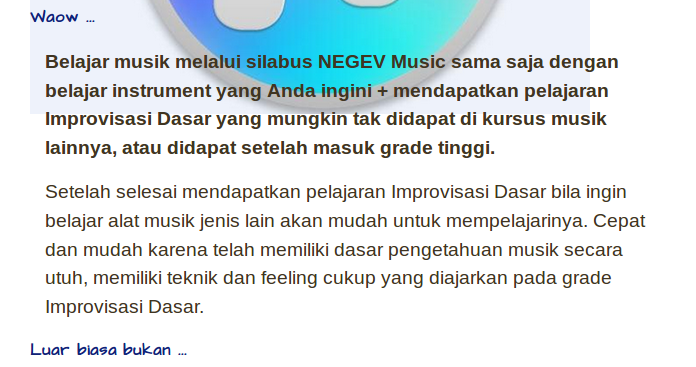 Waow ...
Belajar musik melalui silabus NEGEV Music sama saja dengan
belajar instrument yang Anda ingini + mendapatkan pelajaran
Improvisasi Dasar yang mungkin tak didapat di kursus musik
lainnya, atau didapat setelah masuk grade tinggi.
Setelah selesai mendapatkan pelajaran Improvisasi Dasar bila ingin
belajar alat musik jenis lain akan mudah untuk mempelajarinya. Cepat
dan mudah karena telah memiliki dasar pengetahuan musik secara
utuh, memiliki teknik dan feeling cukup yang diajarkan pada grade
Improvisasi Dasar.
Luar biasa bukan ...